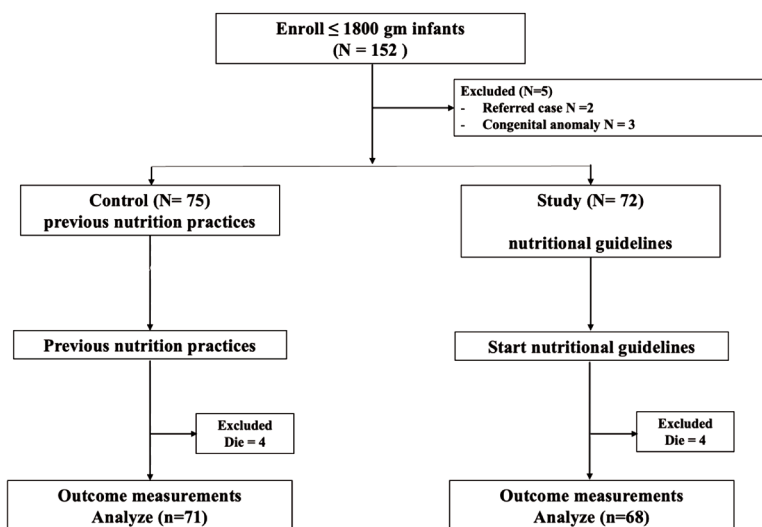 Enroll ≤ 1800 gm infants
(N = 152 )
Excluded (N=5)
- Referred case N =2
- Congenital anomaly N = 3
Control (N= 75)
previous nutrition practices
Study (N= 72)
nutritional guidelines
Previous nutrition practices
Start nutritional guidelines
Excluded
Die = 4
Excluded
Die = 4
Outcome measurements
Analyze (n=71)
Outcome measurements
Analyze (n=68)